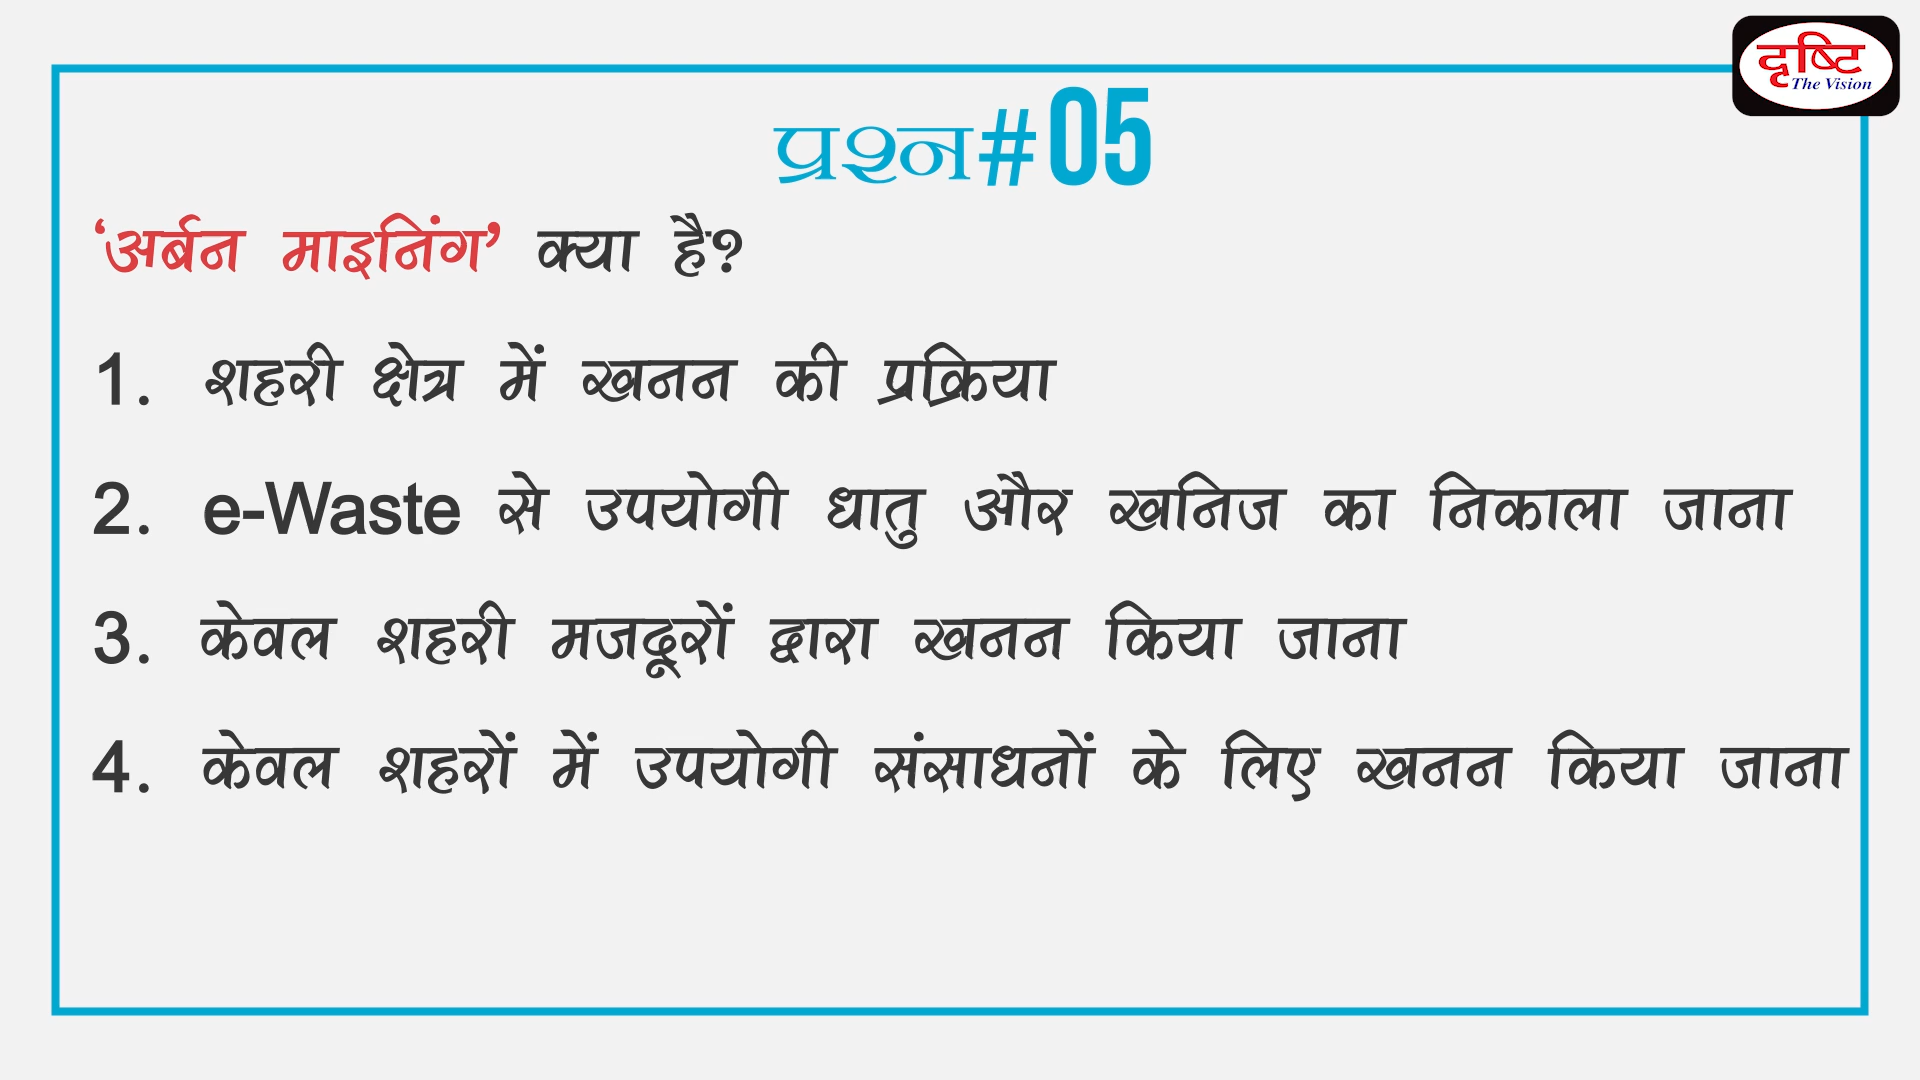 दृष्टि
The Vision
प्रश्न#05
‘अर्बन माइनिंग’ क्या है?
1. शहरी क्षेत्र में खनन की प्रक्रिया
2. e-Waste से उपयोगी धातु और खनिज का निकाला जाना
3. केवल शहरी मजदूरों द्वारा खनन किया जाना
4. केवल शहरों में उपयोगी संसाधनों के लिए खनन किया जाना